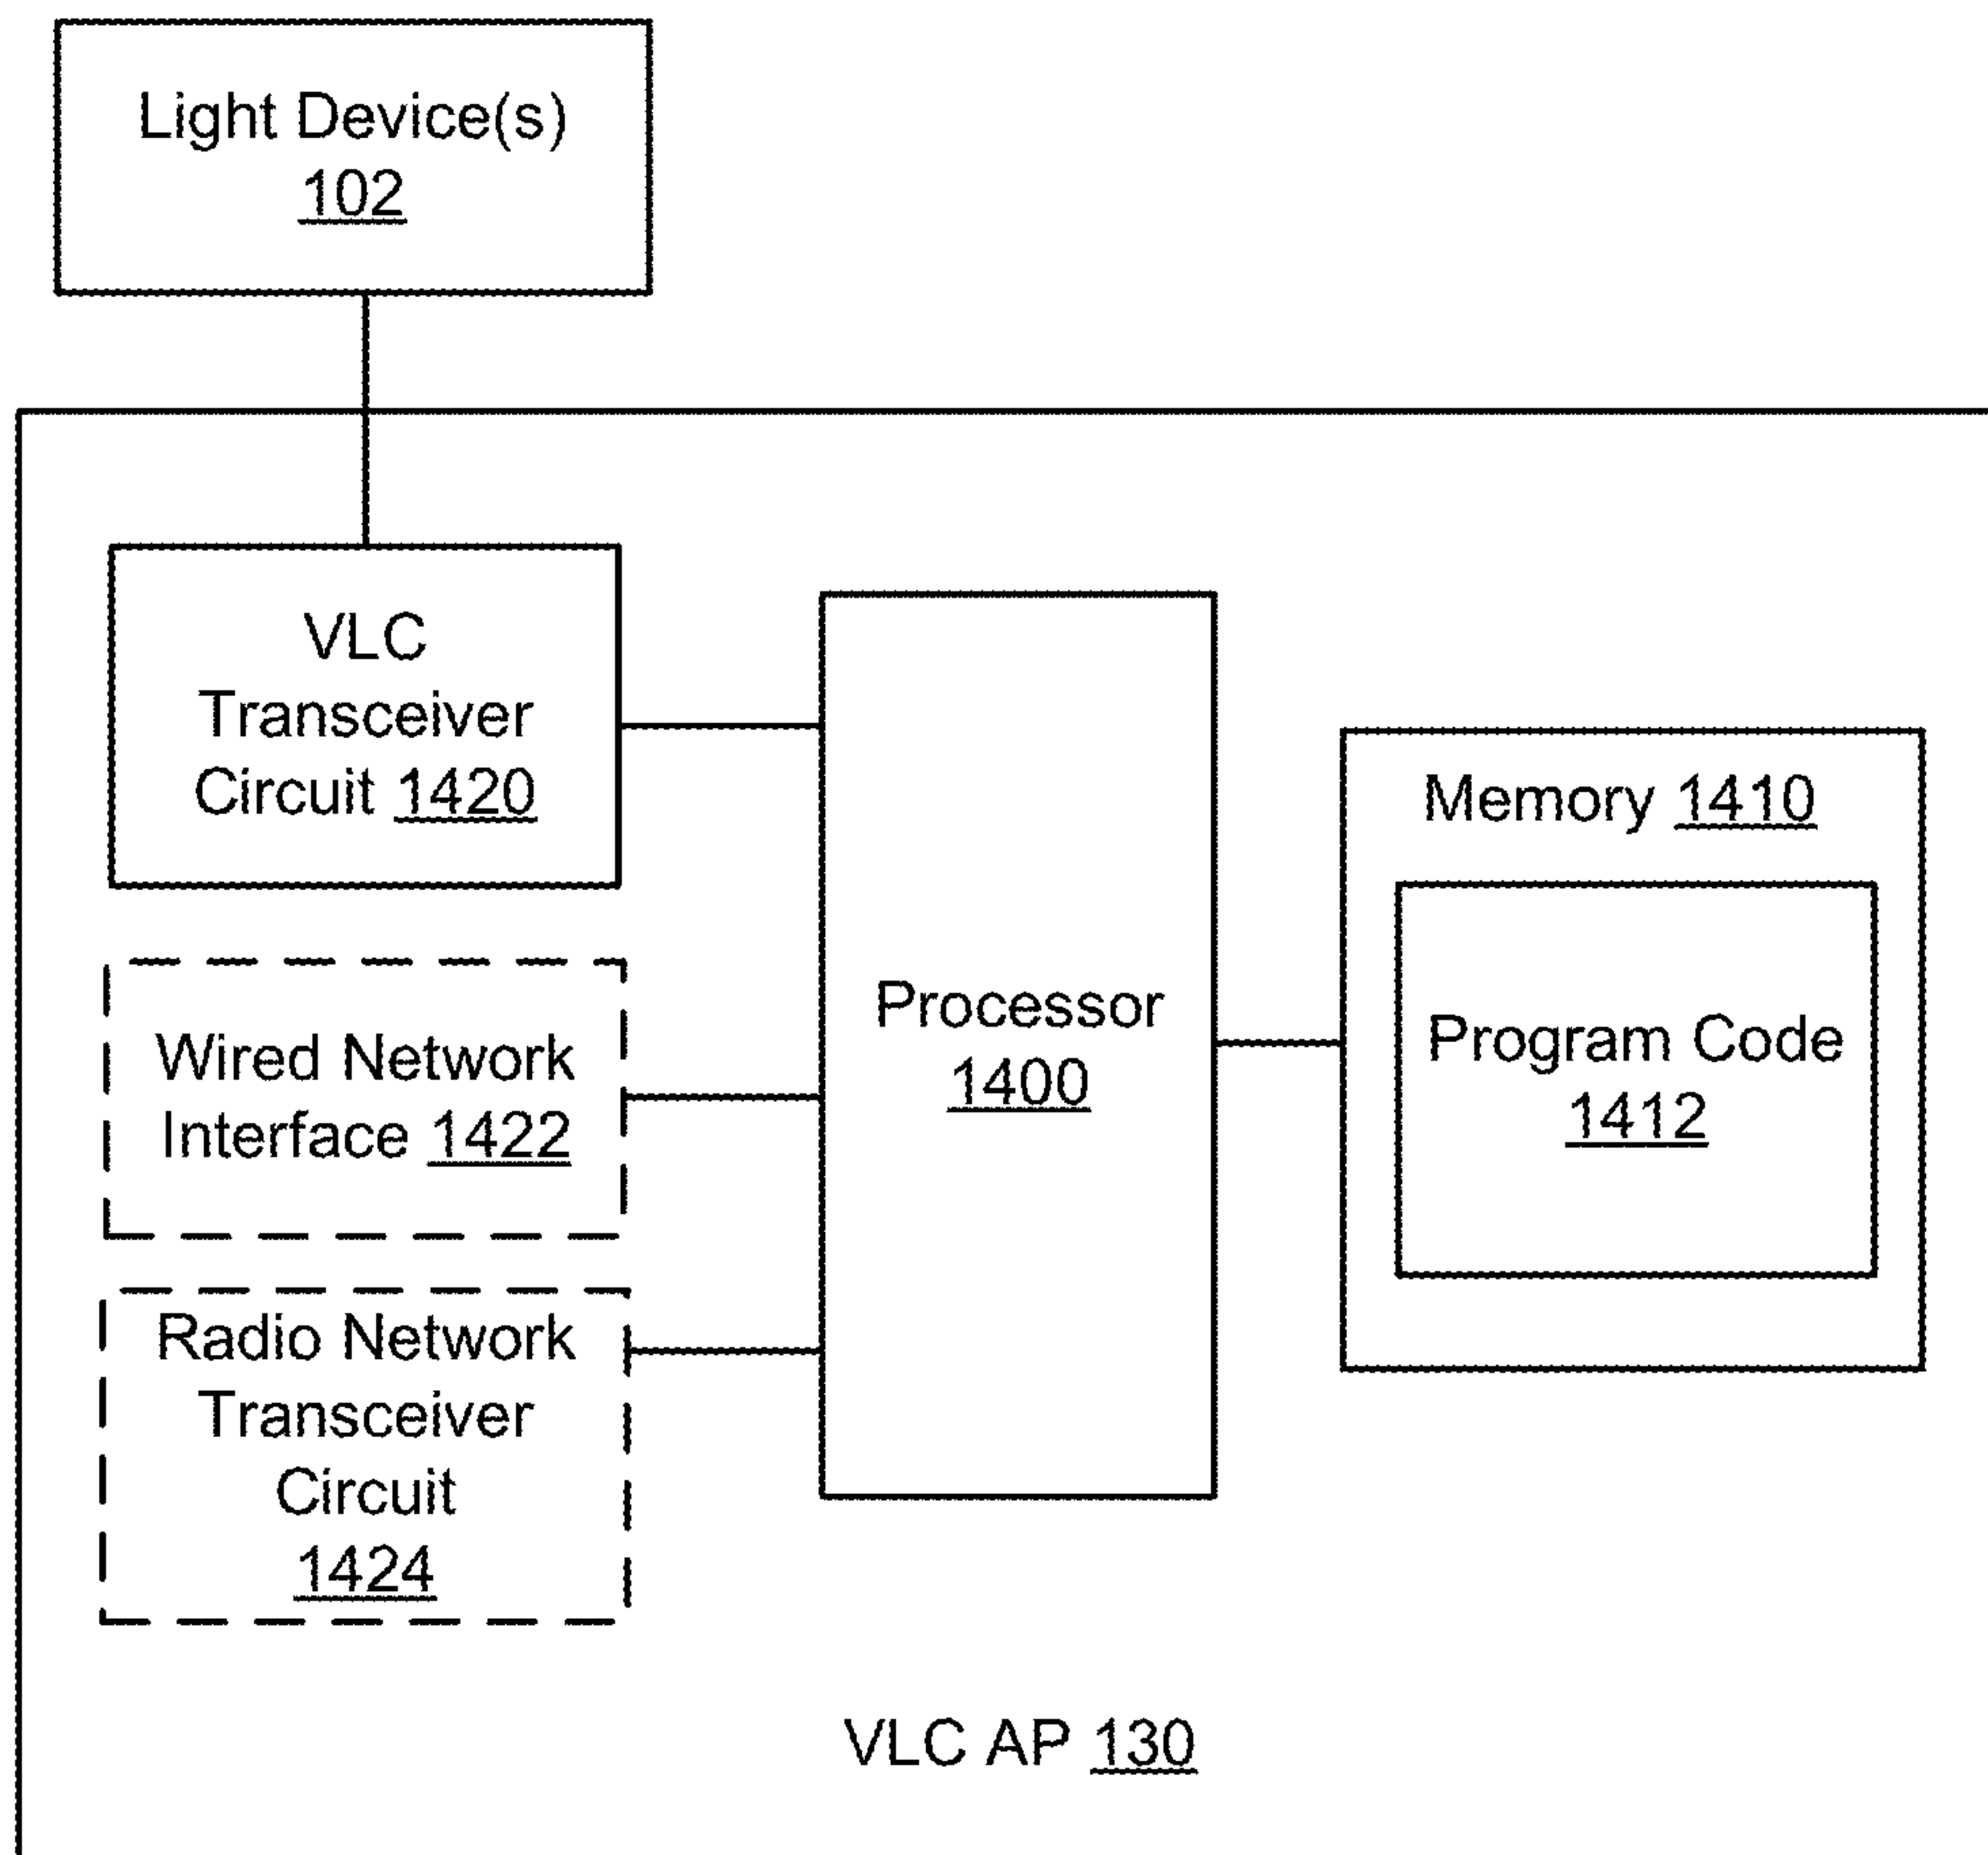 Light Device(s)
102
VLC
Transceiver
Circuit 1420
Wired Network
Interface 1422
Radio Network
Transceiver
Circuit
1424
Processor
1400
Memory 1410
Program Code
1412
VLC AP 130